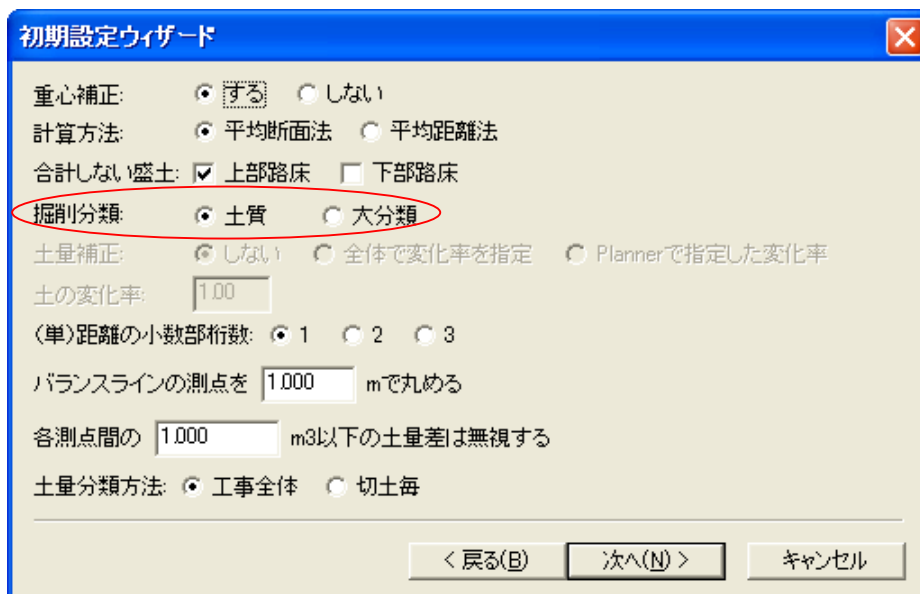 初期設定ウィザード
重心補正: する しない
計算方法: 平均断面法 平均距離法
合計しない盛土: 上部路床 下部路床
掘削分類: 土質 大分類
土量補正: しない 全体で変化率を指定 Plannerで指定した変化率
土の変化率: 1.00
(単)距離の小数部桁数: 1 2 3
バランスラインの測点を 1.000 mで丸める
各測点間の 1.000 m3以下の土量差は無視する
土量分類方法: 工事全体 切土毎
< 戻る(B) 次へ(N) > キャンセル